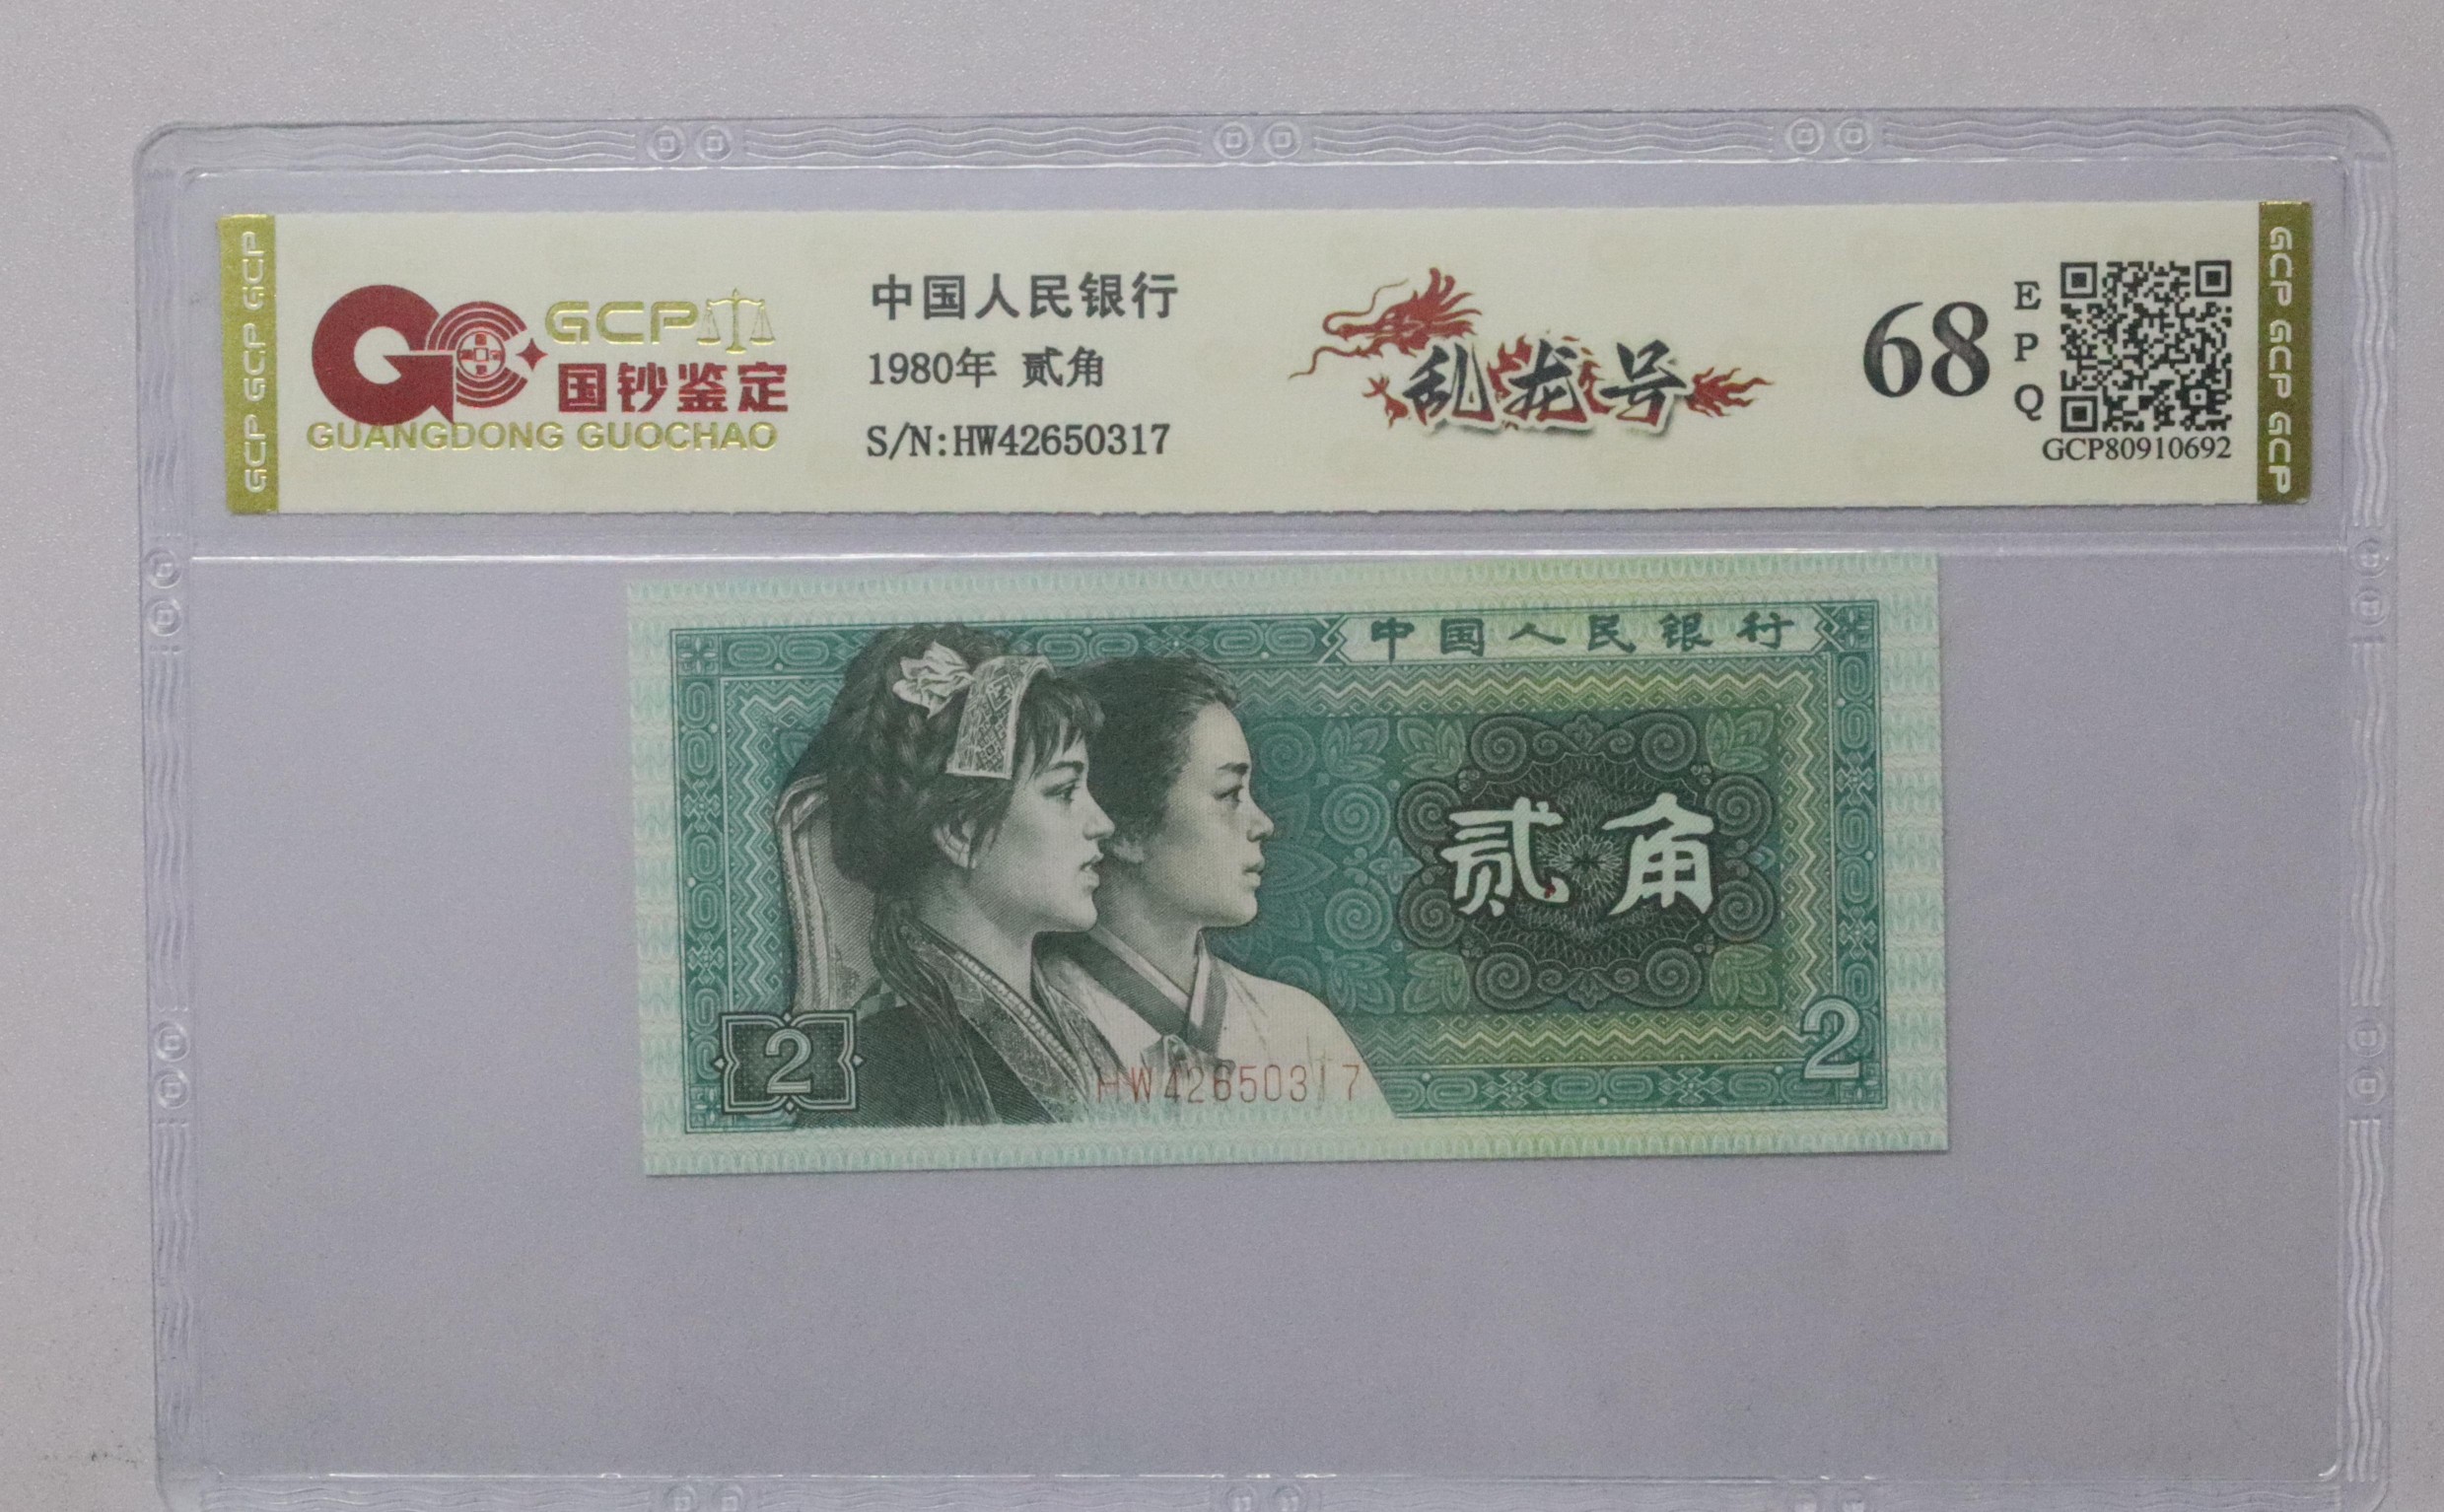 GCP GCP GCP
GCP
国钞鉴定
GUANGDONG GUOCHAO
中国人民银行
1980年 贰角
S/N:HW42650317
乱龙号
68
E
P
Q
GCP80910692
GCP GCP GCP
中国人民银行
贰角
2
2
HW42650317